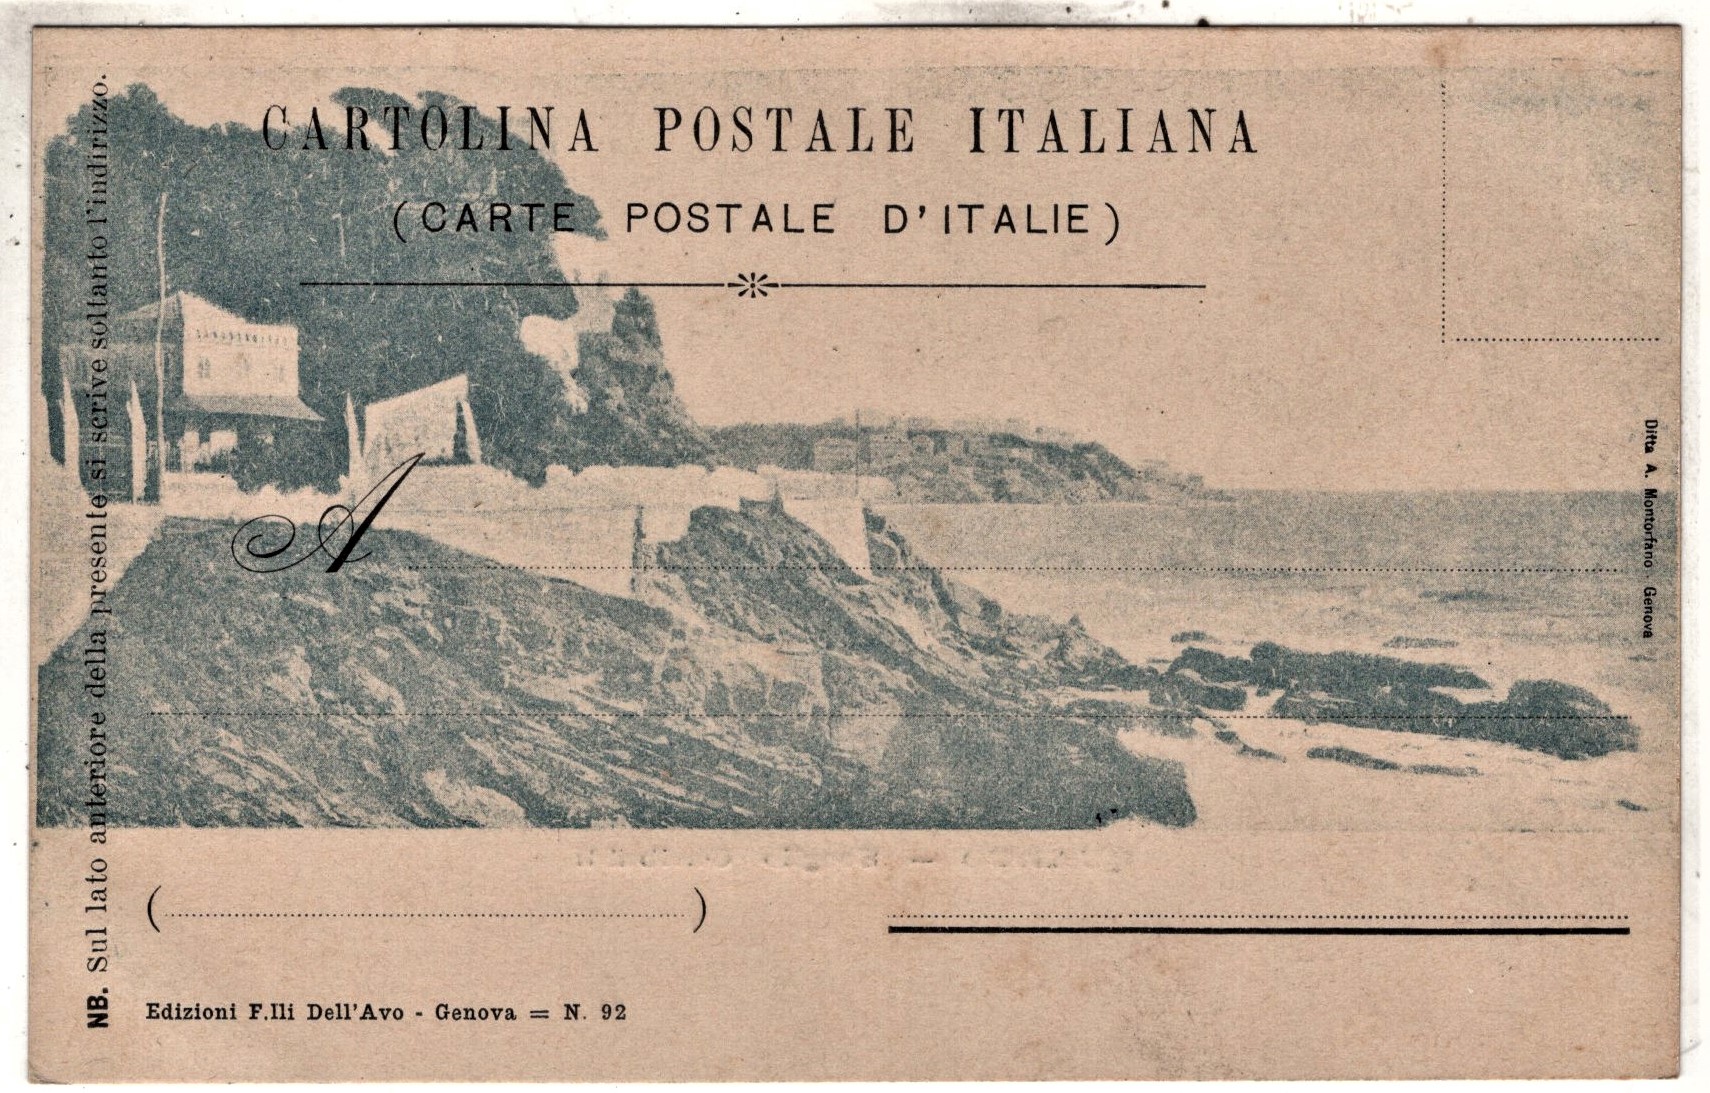 CARTOLINA POSTALE ITALIANA
(CARTE POSTALE D'ITALIE)
A
( )
Edizioni F.lli Dell'Avo - Genova = N. 92
NB. Sul lato anteriore della presente si scrive soltanto l'indirizzo.
Ditta A. Montorfano - Genova